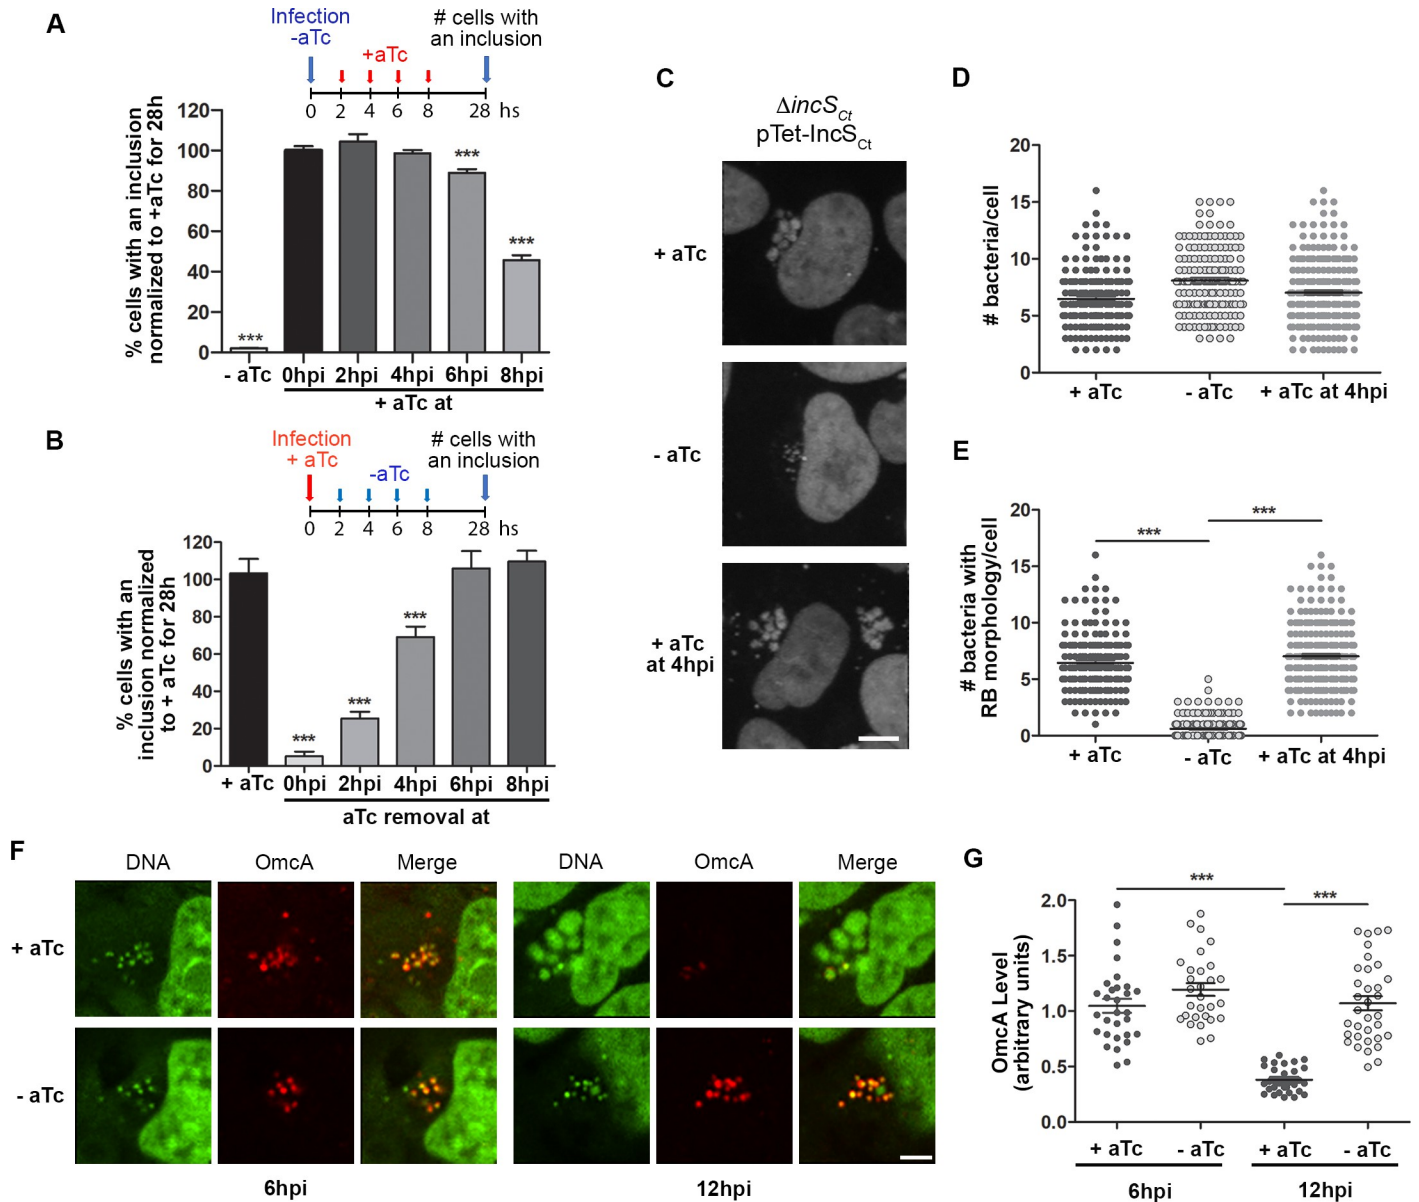 A
Infection
-aTc
+aTc
# cells with
an inclusion
0 2 4 6 8 28 hs
% cells with an inclusion
normalized to +aTc for 28h
120
100
80
60
40
20
0
***
***
***
- aTc 0hpi 2hpi 4hpi 6hpi 8hpi
+ aTc at
B
Infection
+ aTc
-aTc
# cells with
an inclusion
0 2 4 6 8 28 hs
% cells with an
inclusion normalized
to + aTc for 28h
120
100
80
60
40
20
0
***
***
***
+ aTc 0hpi 2hpi 4hpi 6hpi 8hpi
aTc removal at
C
ΔincSCt
pTet-IncSCt
+ aTc
- aTc
+ aTc
at 4hpi
D
# bacteria/cell
20
15
10
5
0
+ aTc - aTc + aTc at 4hpi
E
# bacteria with
RB morphology/cell
20
15
10
5
0
***
***
+ aTc - aTc + aTc at 4hpi
F
DNA OmcA Merge DNA OmcA Merge
+ aTc
- aTc
6hpi 12hpi
G
OmcA Level
(arbitrary units)
2.0
1.5
1.0
0.5
0.0
***
***
+ aTc - aTc + aTc - aTc
6hpi 12hpi